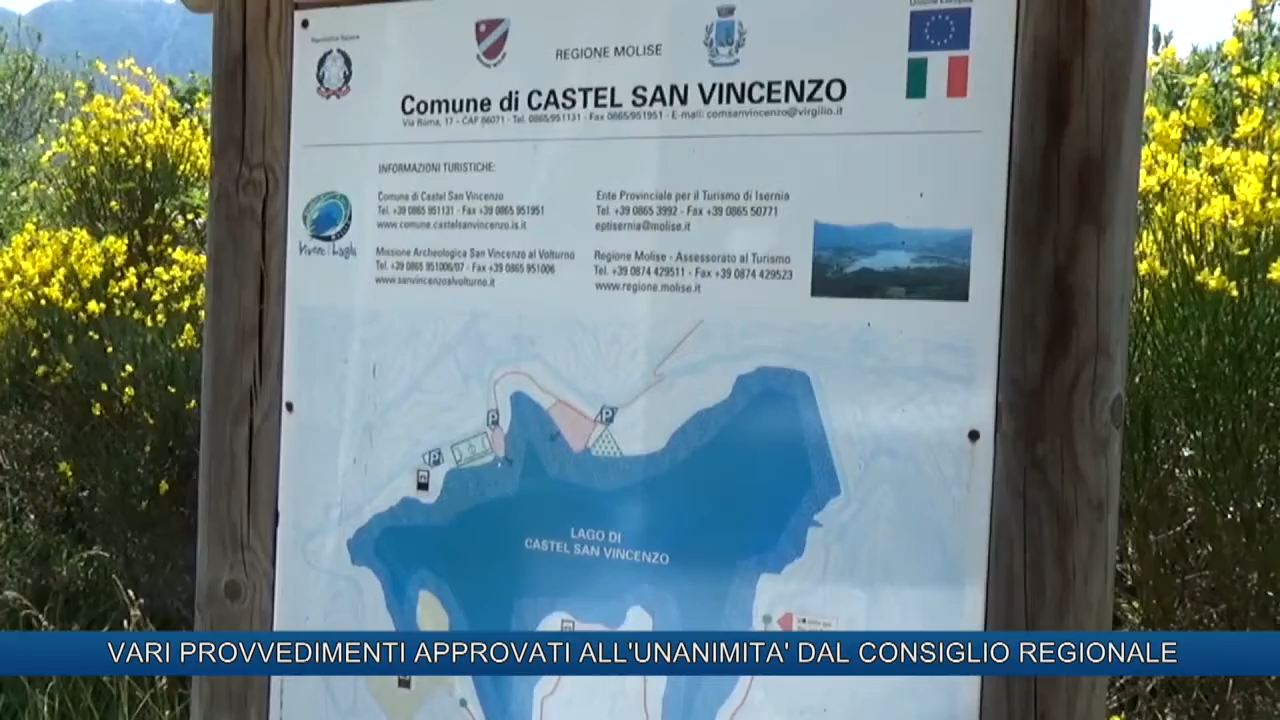 Unione Europea
Repubblica Italiana
REGIONE MOLISE
Comune di CASTEL SAN VINCENZO
Via Roma, 17 - CAP 86071 - Tel. 0865/951131 - Fax 0865/951951 - E-mail: comsanvincenzo@virgilio.it
INFORMAZIONI TURISTICHE:
Comune di Castel San Vincenzo
Tel. +39 0865 951131 - Fax +39 0865 951951
www.comune.castelsanvincenzo.is.it
Missione Archeologica San Vincenzo al Volturno
Tel. +39 0865 951006/07 - Fax +39 0865 951006
www.sanvincenzoalvolturno.it
Ente Provinciale per il Turismo di Isernia
Tel. +39 0865 3992 - Fax +39 0865 50771
eptisernia@molise.it
Regione Molise - Assessorato al Turismo
Tel. +39 0874 429511 - Fax +39 0874 429523
www.regione.molise.it
Vivere i Laghi
P
P
P
LAGO DI
CASTEL SAN VINCENZO
VARI PROVVEDIMENTI APPROVATI ALL'UNANIMITA' DAL CONSIGLIO REGIONALE